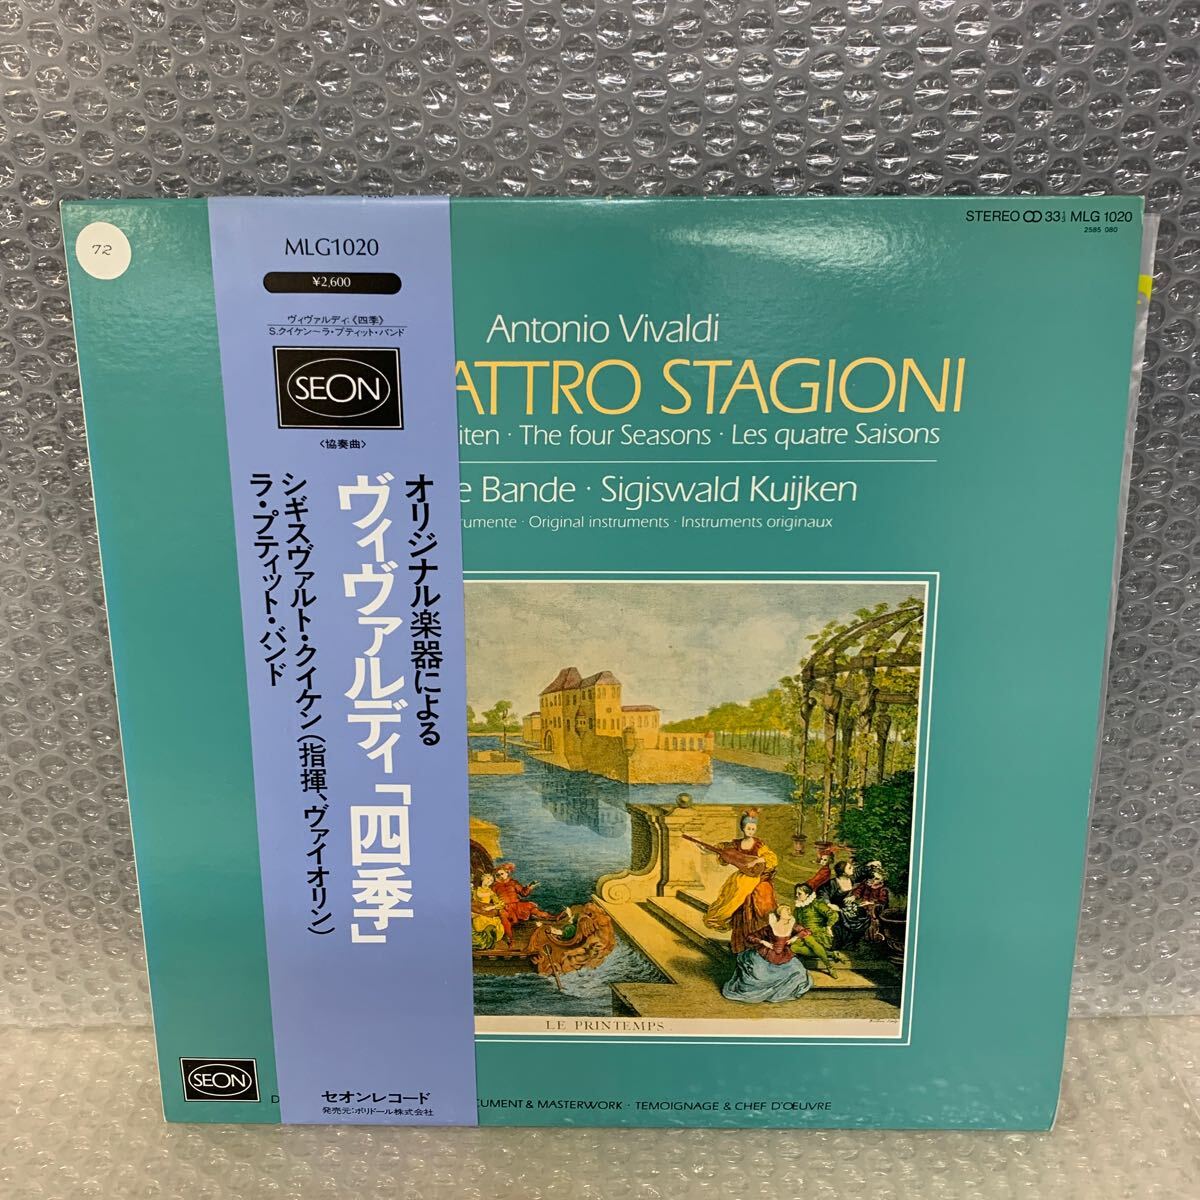 72
MLG1020
¥2,600
ヴィヴァルディ:《四季》
S.クイケン〜ラ・プティット・バンド
SEON
〈協奏曲〉
オリジナル楽器による
ヴィヴァルディ「四季」
シギスヴァルト・クイケン(指揮、ヴァイオリン)
ラ・プティット・バンド
セオンレコード
発売元:ポリドール株式会社
STEREO 33⅓ MLG 1020
2585 080
Antonio Vivaldi
ATTRO STAGIONI
iten · The four Seasons · Les quatre Saisons
e Bande · Sigiswald Kuijken
rumente · Original instruments · Instruments originaux
LE PRINTEMPS.
SEON
D
CUMENT & MASTERWORK · TEMOIGNAGE & CHEF D'ŒUVRE